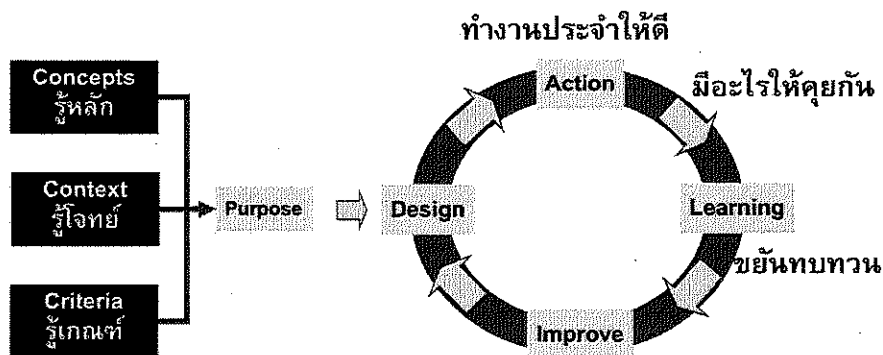 ทำงานประจำให้ดี
Concepts
รู้หลัก
Action
มีอะไรให้คุยกัน
Context
รู้โจทย์
Purpose
Design
Learning
ขยันทบทวน
Criteria
รู้เกณฑ์
Improve